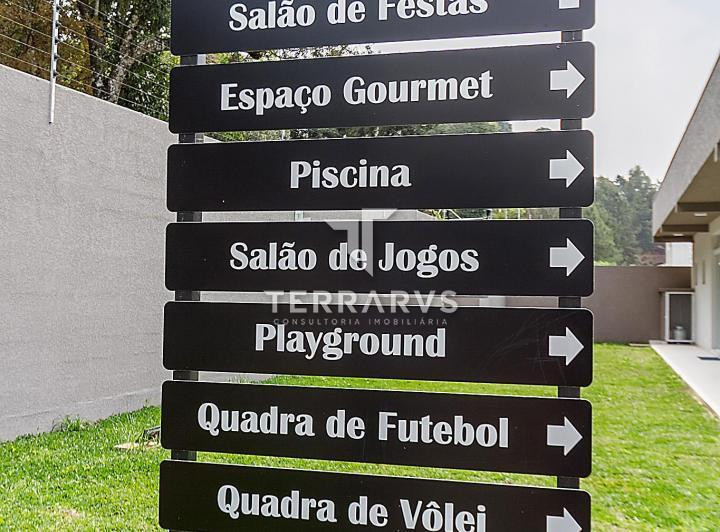 Salão de Festas
Espaço Gourmet
Piscina
Salão de Jogos
TERRARVS
CONSULTORIA IMOBILIÁRIA
Playground
Quadra de Futebol
Quadra de Vôlei